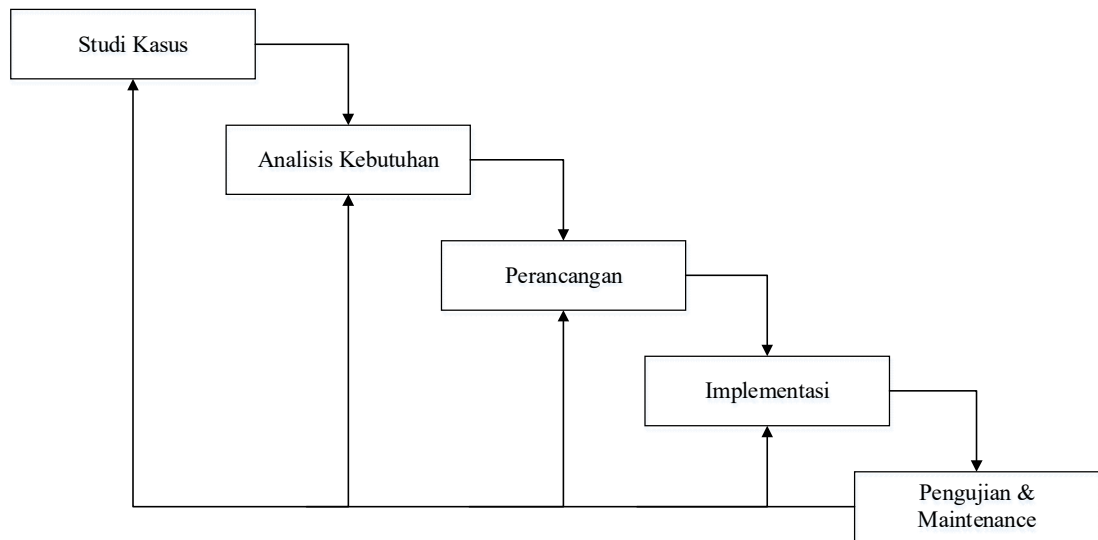 Studi Kasus
Analisis Kebutuhan
Perancangan
Implementasi
Pengujian &
Maintenance